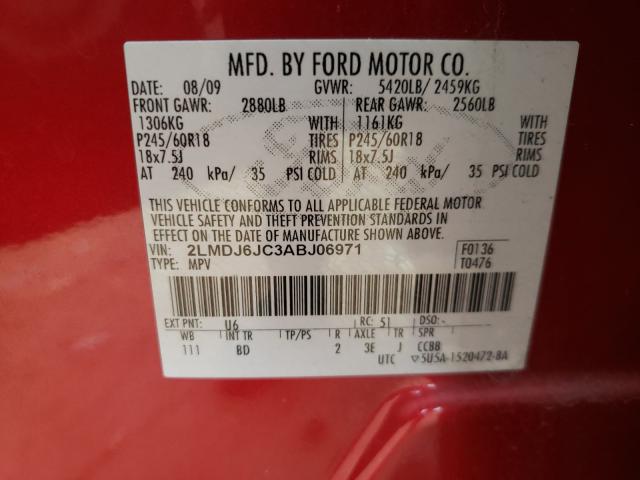 MFD. BY FORD MOTOR CO.
DATE: 08/09 GVWR: 5420LB/ 2459KG
FRONT GAWR: 2880LB REAR GAWR: 2560LB
1306KG WITH 1161KG WITH
P245/60R18 TIRES P245/60R18 TIRES
18x7.5J RIMS 18x7.5J RIMS
AT 240 kPa/ 35 PSI COLD AT 240 kPa/ 35 PSI COLD
THIS VEHICLE CONFORMS TO ALL APPLICABLE FEDERAL MOTOR
VEHICLE SAFETY AND THEFT PREVENTION STANDARDS IN
EFFECT ON THE DATE OF MANUFACTURE SHOWN ABOVE.
VIN: 2LMDJ6JC3ABJ06971 F0136
TYPE: MPV T0476
EXT PNT: U6 RC: 51 DSO: -
WB INT TR TP/PS R AXLE TR SPR
111 BD 2 3E J CCBB
UTC ▽5U5A-1520472-BA